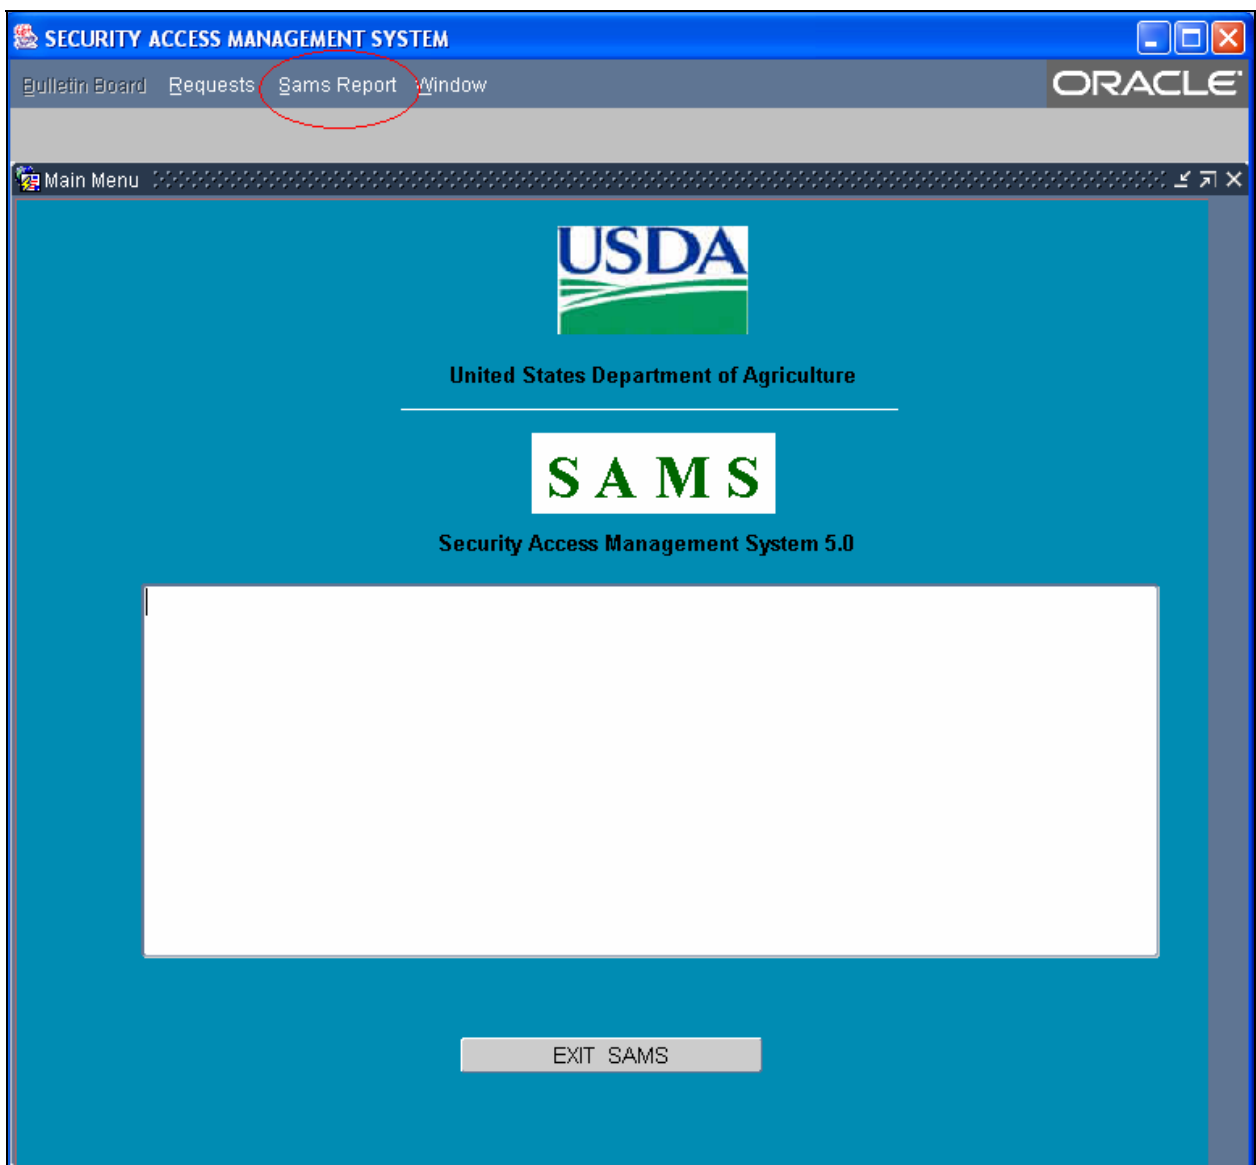 SECURITY ACCESS MANAGEMENT SYSTEM
Bulletin Board Requests Sams Report Window ORACLE
Main Menu
USDA
United States Department of Agriculture
S A M S
Security Access Management System 5.0
EXIT SAMS